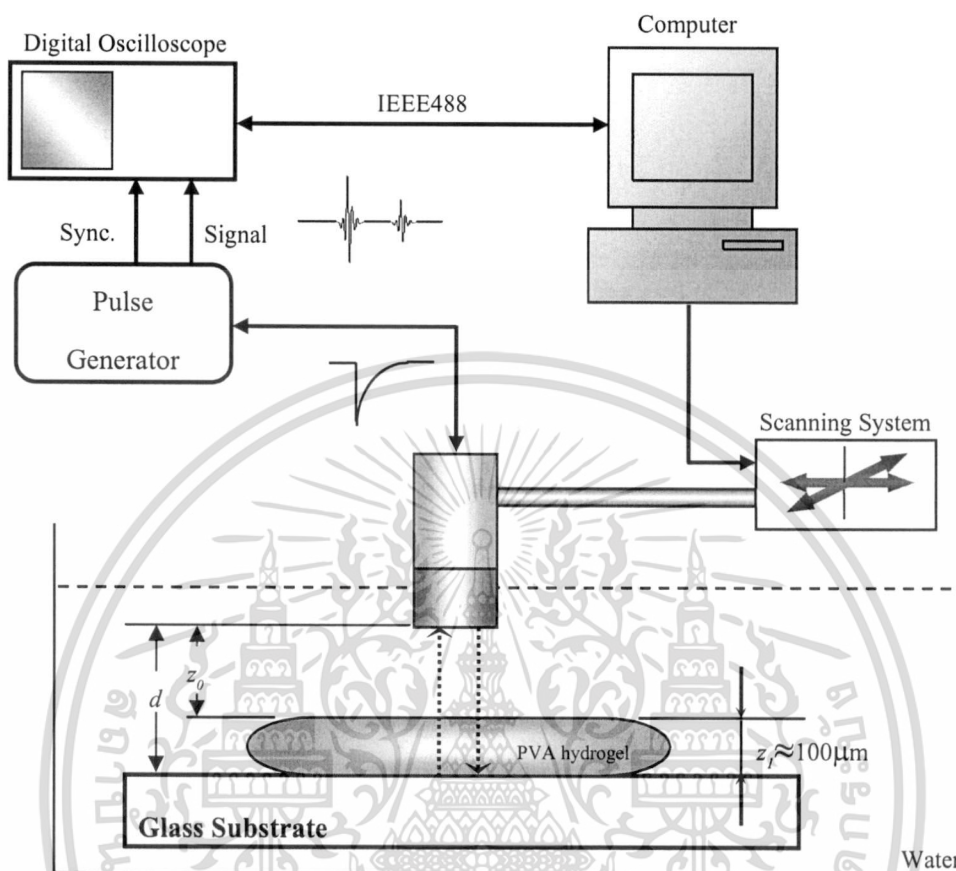 Computer
Digital Oscilloscope
IEEE488
Sync.
Signal
Pulse
Generator
Scanning System
d
z₀
PVA hydrogel
z₁≈100μm
Glass Substrate
Water